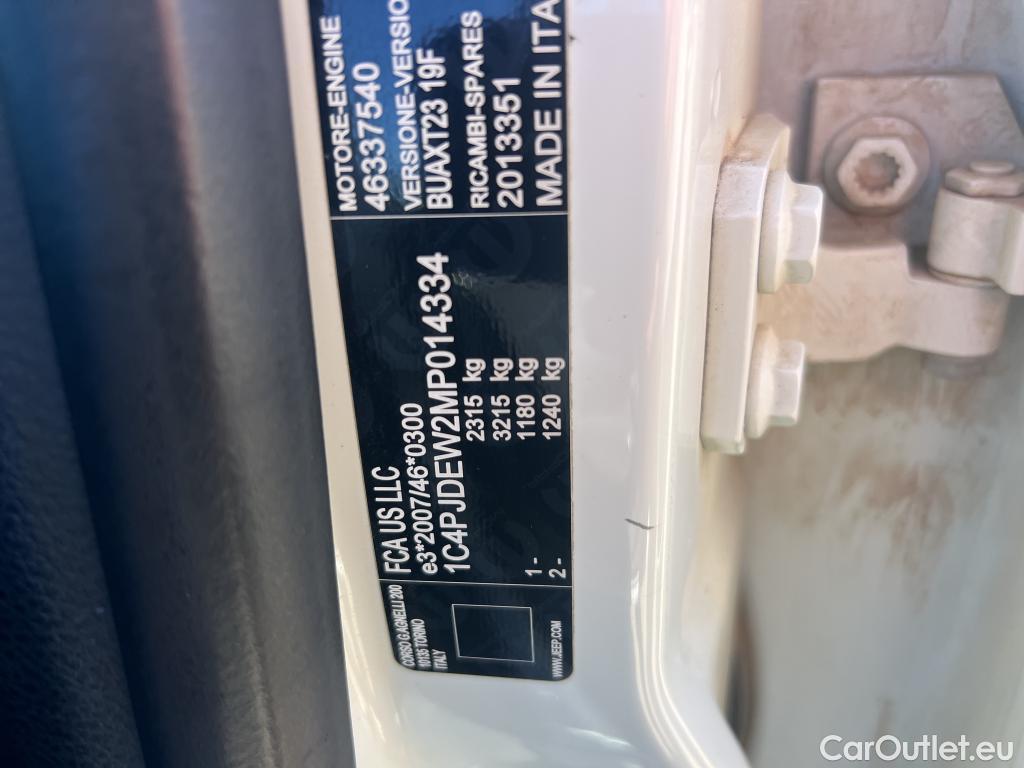 CORSO G.AGNELLI 200
10135 TORINO
ITALY
WWW.JEEP.COM
FCA US LLC
e3*2007/46*0300
1C4PJDEW2MP014334
2315 kg
3215 kg
1 - 1180 kg
2 - 1240 kg
MOTORE-ENGINE
46337540
VERSIONE-VERSIO
BUAXT23 19F
RICAMBI-SPARES
20133351
MADE IN ITA
CarOutlet.eu